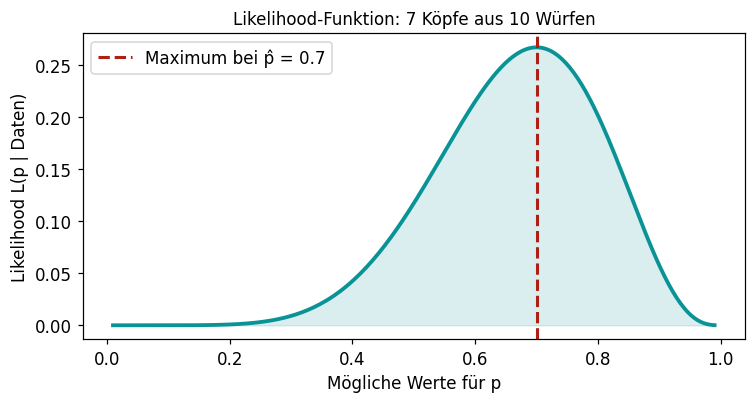 Likelihood-Funktion: 7 Köpfe aus 10 Würfen
Maximum bei p̂ = 0.7
Likelihood L(p | Daten)
0.25
0.20
0.15
0.10
0.05
0.00
0.0 0.2 0.4 0.6 0.8 1.0
Mögliche Werte für p